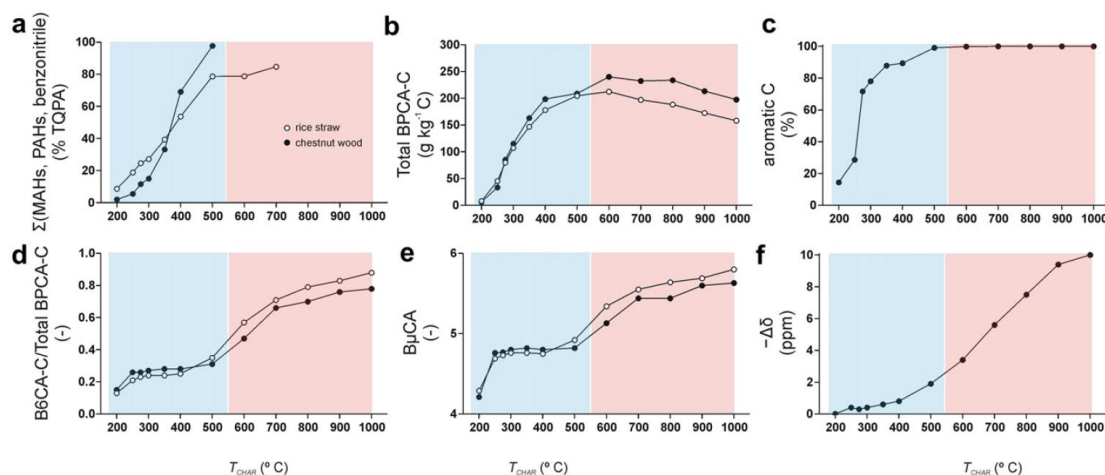 a
Σ(MAHs, PAHs, benzonitrile)
(% TQPA)
100
80
60
40
20
0
rice straw
chestnut wood
200 300 400 500 600 700 800 900 1000
b
Total BPCA-C
(g kg⁻¹ C)
300
250
200
150
100
50
0
200 300 400 500 600 700 800 900 1000
c
aromatic C
(%)
100
80
60
40
20
0
200 300 400 500 600 700 800 900 1000
d
B6CA-C/Total BPCA-C
(-)
1.0
0.8
0.6
0.4
0.2
0.0
200 300 400 500 600 700 800 900 1000
T_CHAR (º C)
e
BµCA
(-)
6
5
4
200 300 400 500 600 700 800 900 1000
f
−Δδ
(ppm)
10
8
6
4
2
0
200 300 400 500 600 700 800 900 1000
T_CHAR (º C)
T_CHAR (º C)